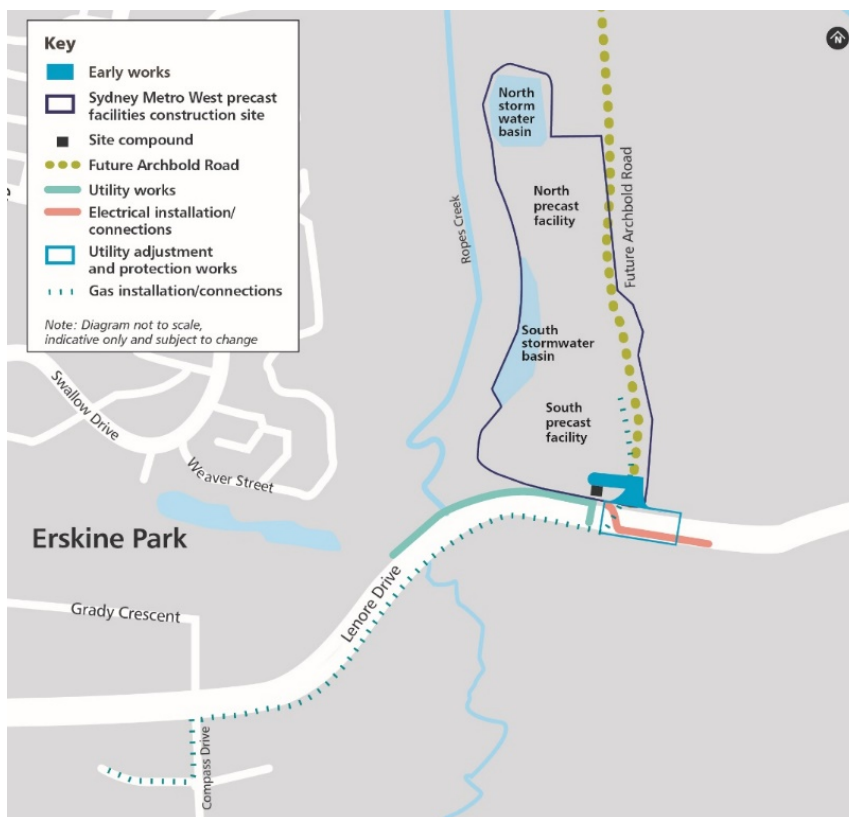 Key
Early works
Sydney Metro West precast
facilities construction site
Site compound
Future Archbold Road
Utility works
Electrical installation/
connections
Utility adjustment
and protection works
Gas installation/connections
Note: Diagram not to scale,
indicative only and subject to change
N
North
storm
water
basin
North
precast
facility
Future Archbold Road
Ropes Creek
South
stormwater
basin
South
precast
facility
Swallow Drive
Weaver Street
Erskine Park
Grady Crescent
Lenore Drive
Compass Drive